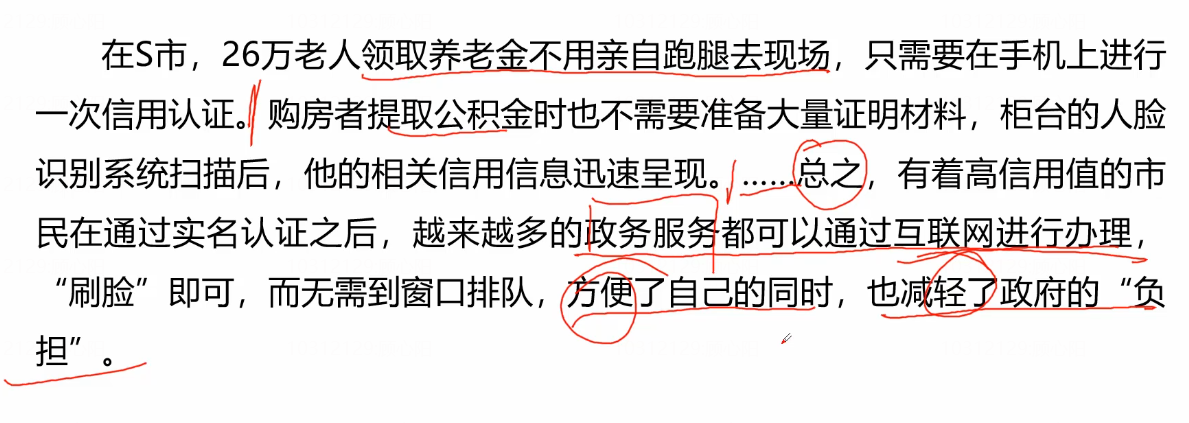 在S市，26万老人领取养老金不用亲自跑腿去现场，只需要在手机上进行
一次信用认证。购房者提取公积金时也不需要准备大量证明材料，柜台的人脸
识别系统扫描后，他的相关信用信息迅速呈现。……总之，有着高信用值的市
民在通过实名认证之后，越来越多的政务服务都可以通过互联网进行办理，
“刷脸”即可，而无需到窗口排队，方便了自己的同时，也减轻了政府的“负
担”。